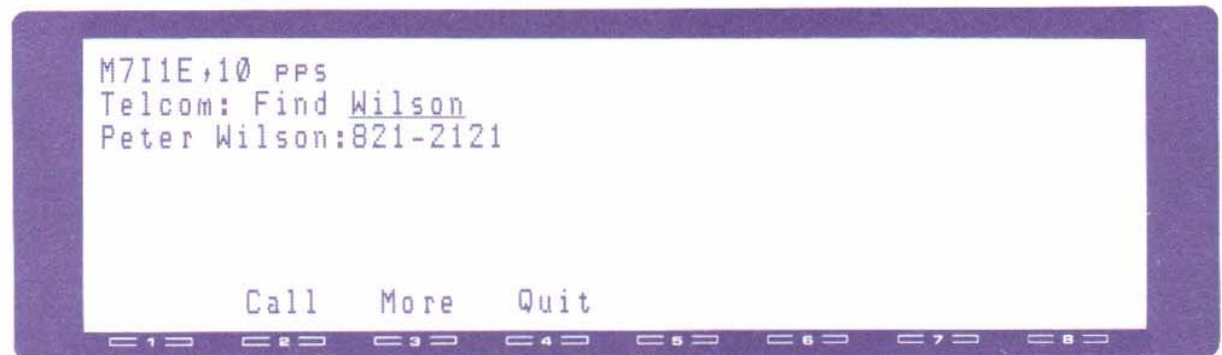 M7I1E,10 pps
Telcom: Find Wilson
Peter Wilson:821-2121
Call More Quit
1 2 3 4 5 6 7 8